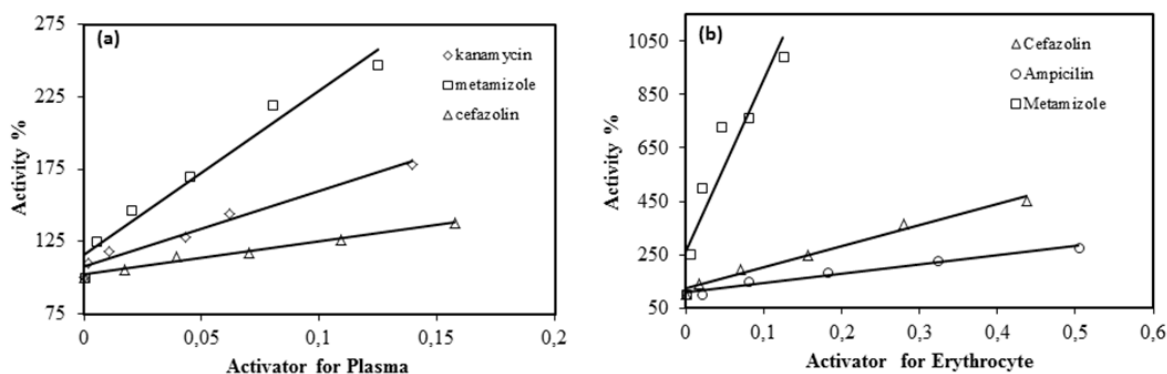 (a)
275
225
175
125
75
Activity %
kanamycin
metamizole
cefazolin
0
0,05
0,1
0,15
0,2
Activator for Plasma
(b)
1050
850
650
450
250
50
Activity %
Cefazolin
Ampicilin
Metamizole
0
0,1
0,2
0,3
0,4
0,5
0,6
Activator for Erythrocyte